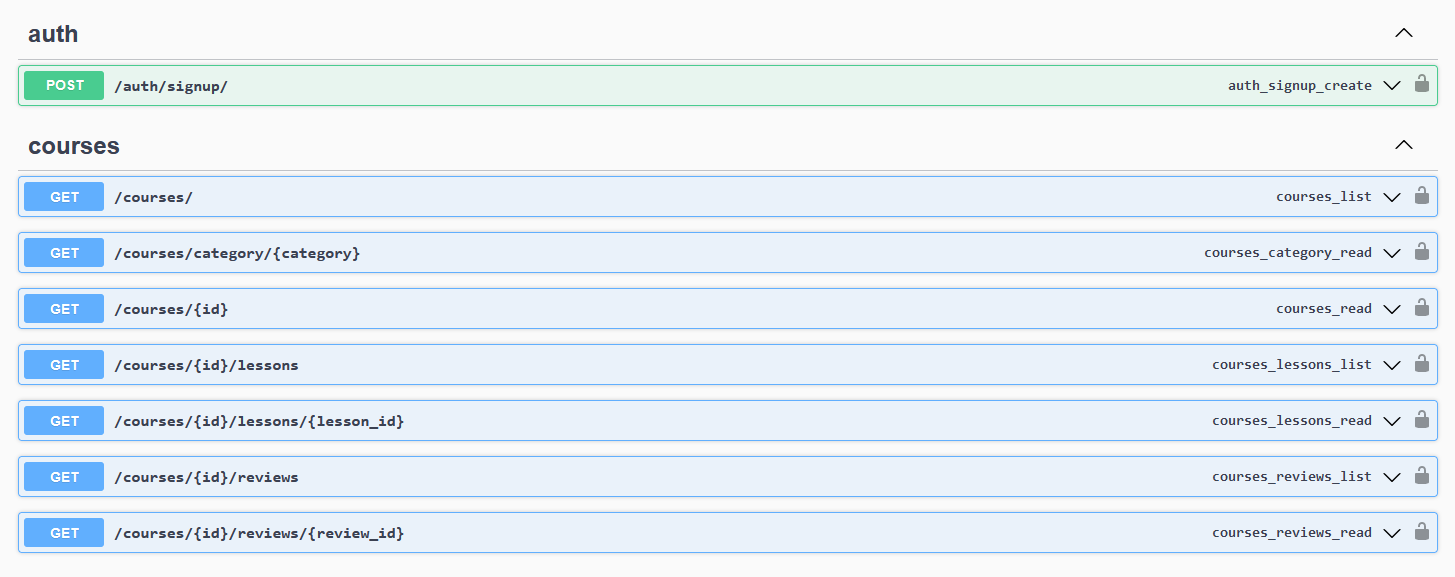 auth
POST /auth/signup/ auth_signup_create
courses
GET /courses/ courses_list
GET /courses/category/{category} courses_category_read
GET /courses/{id} courses_read
GET /courses/{id}/lessons courses_lessons_list
GET /courses/{id}/lessons/{lesson_id} courses_lessons_read
GET /courses/{id}/reviews courses_reviews_list
GET /courses/{id}/reviews/{review_id} courses_reviews_read